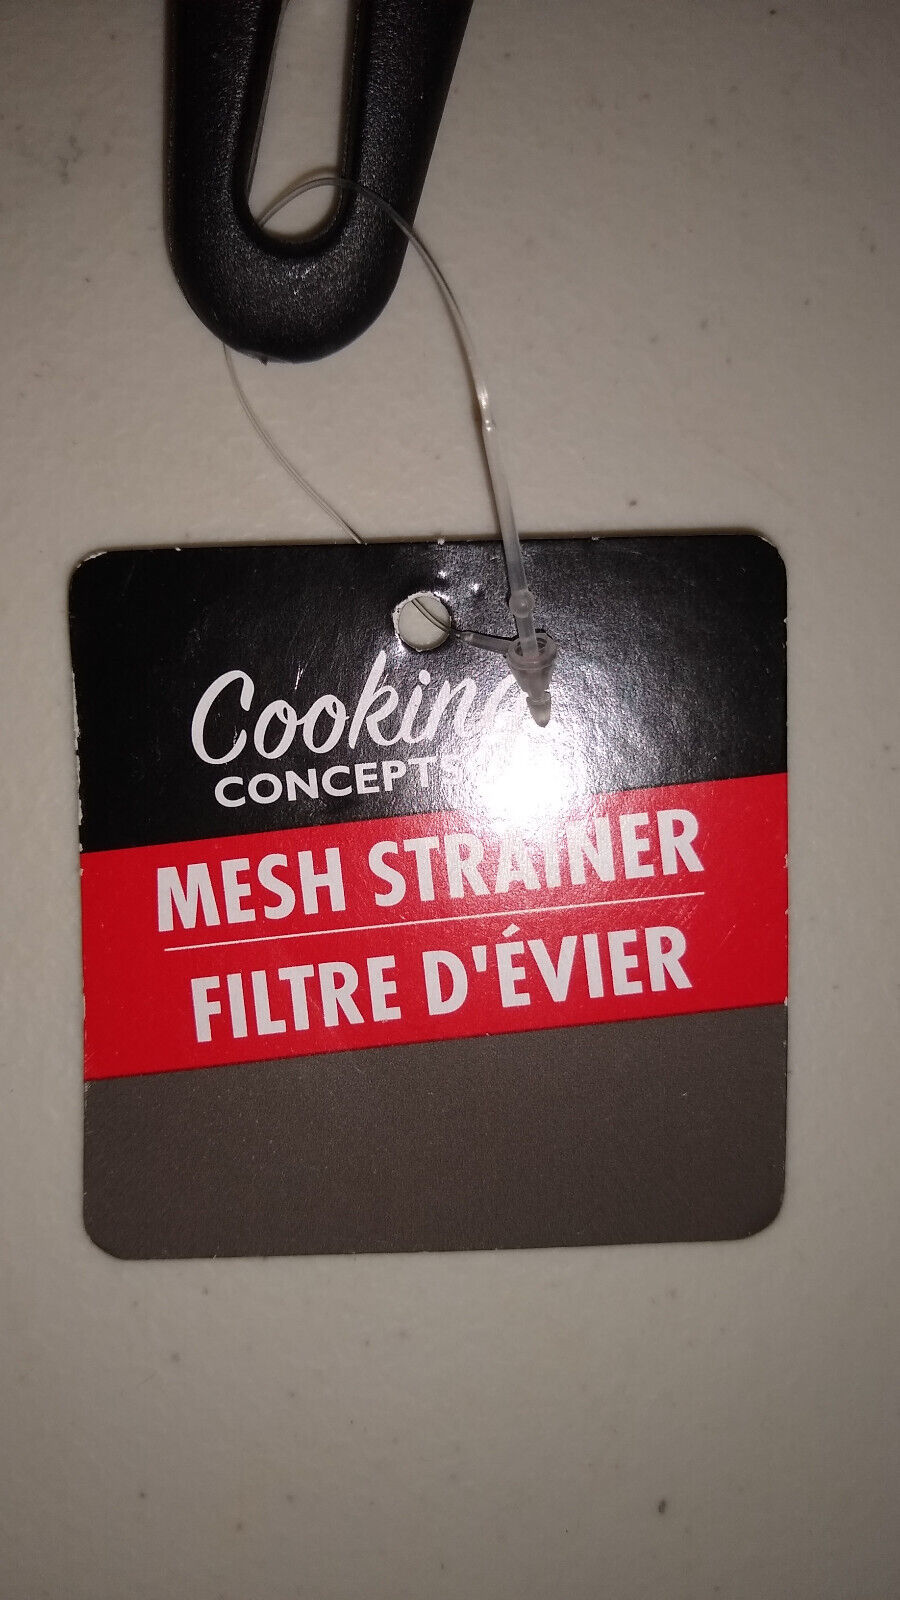 Cooking
CONCEPTS
MESH STRAINER
FILTRE D'ÉVIER